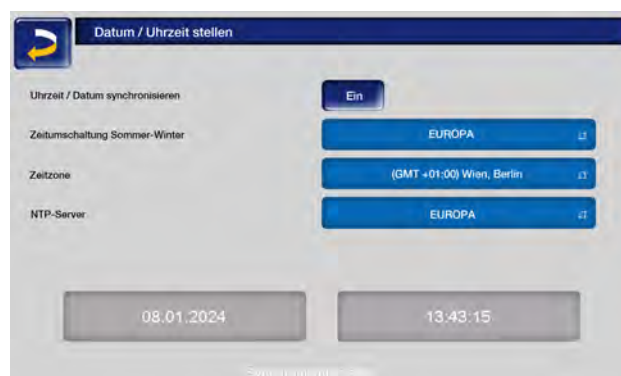 Datum / Uhrzeit stellen
Uhrzeit / Datum synchronisieren Ein
Zeitumschaltung Sommer-Winter EUROPA
Zeitzone (GMT +01:00) Wien, Berlin
NTP-Server EUROPA
08.01.2024 13:43:15